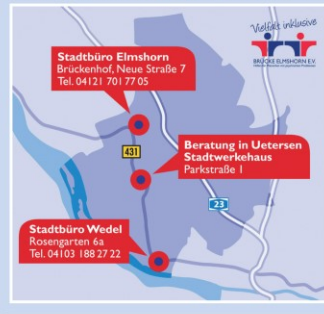 Vielfalt inklusive
BRÜCKE ELMSHORN E.V.
Stadtbüro Elmshorn
Brückenhof, Neue Straße 7
Tel. 04121 701 77 05
431
Beratung in Uetersen
Stadtwerkehaus
Parkstraße 1
23
Stadtbüro Wedel
Rosengarten 6a
Tel. 04103 188 27 22